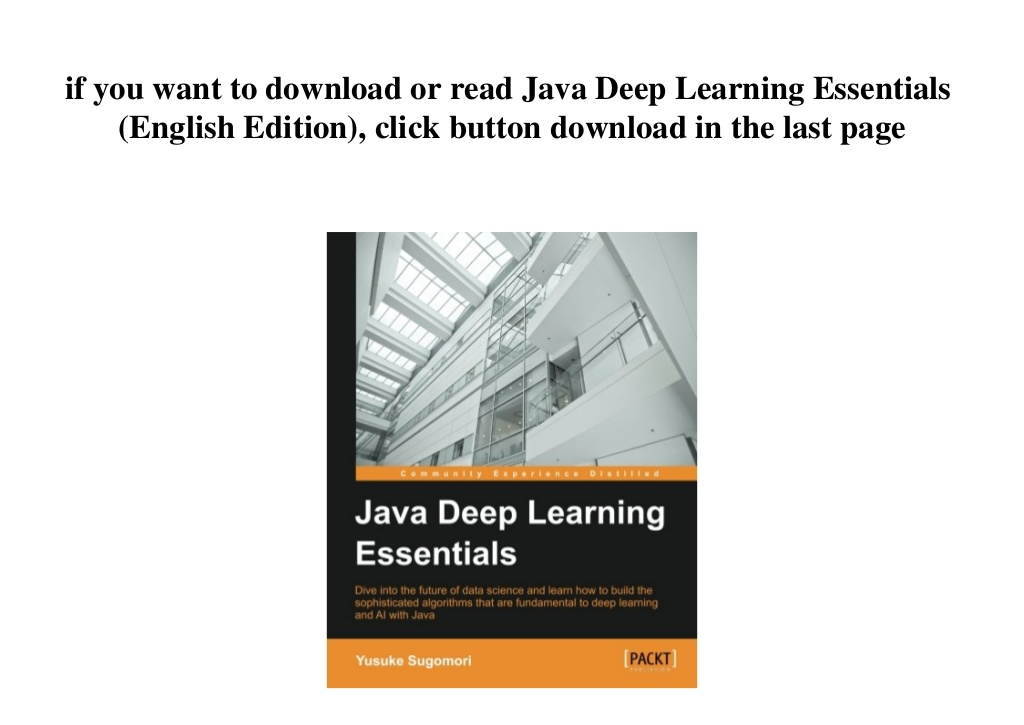 if you want to download or read Java Deep Learning Essentials
(English Edition), click button download in the last page
Community Experience Distilled
Java Deep Learning
Essentials
Dive into the future of data science and learn how to build the
sophisticated algorithms that are fundamental to deep learning
and AI with Java
Yusuke Sugomori
[PACKT]
PUBLISHING